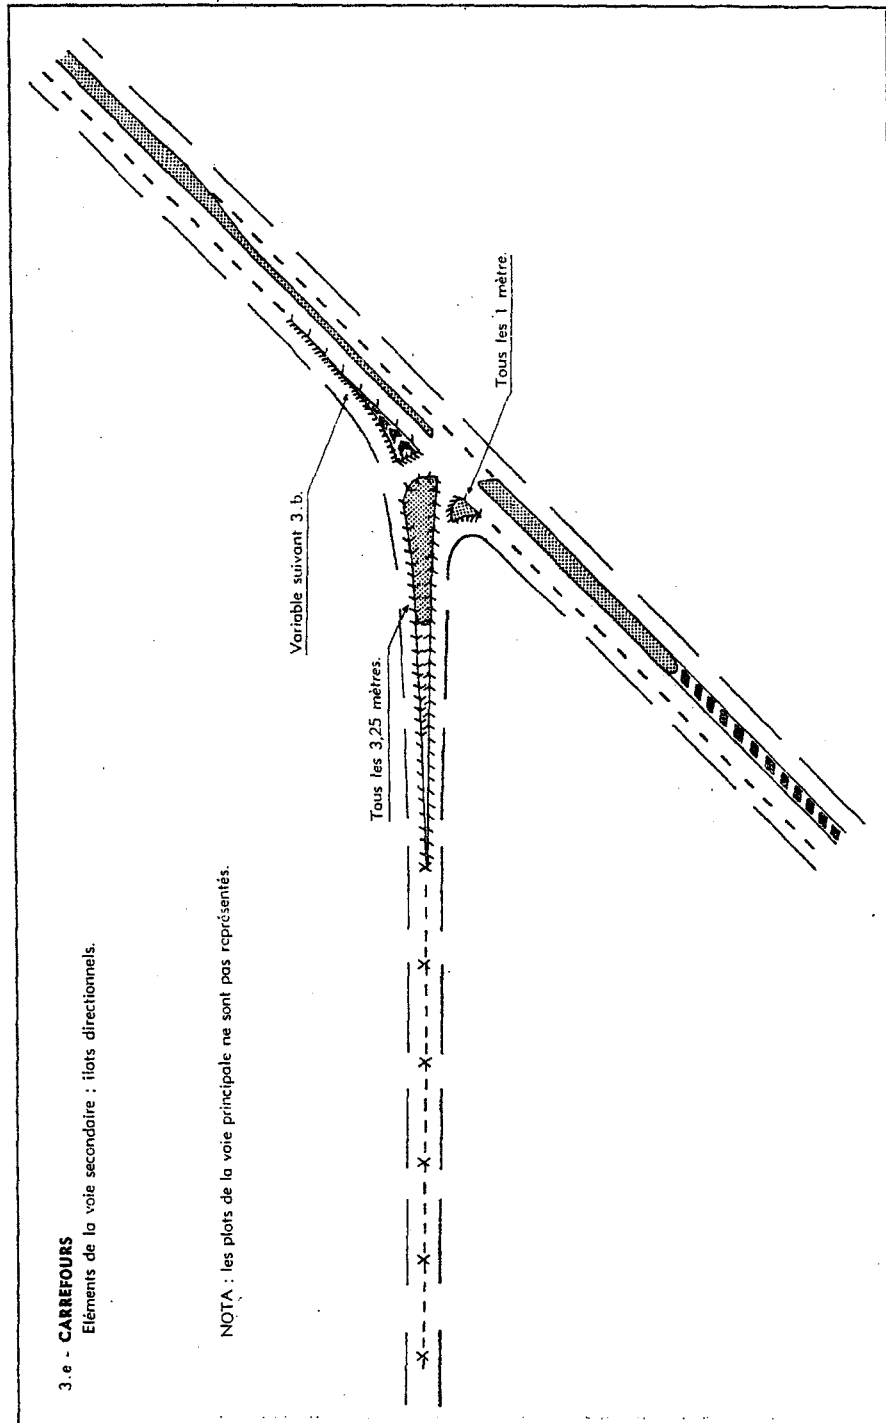 3.e - CARREFOURS
Eléments de la voie secondaire : ilots directionnels.
NOTA : les plots de la voie principale ne sont pas représentés.
Tous les 3,25 mètres.
Variable suivant 3.b.
Tous les 1 mètre.